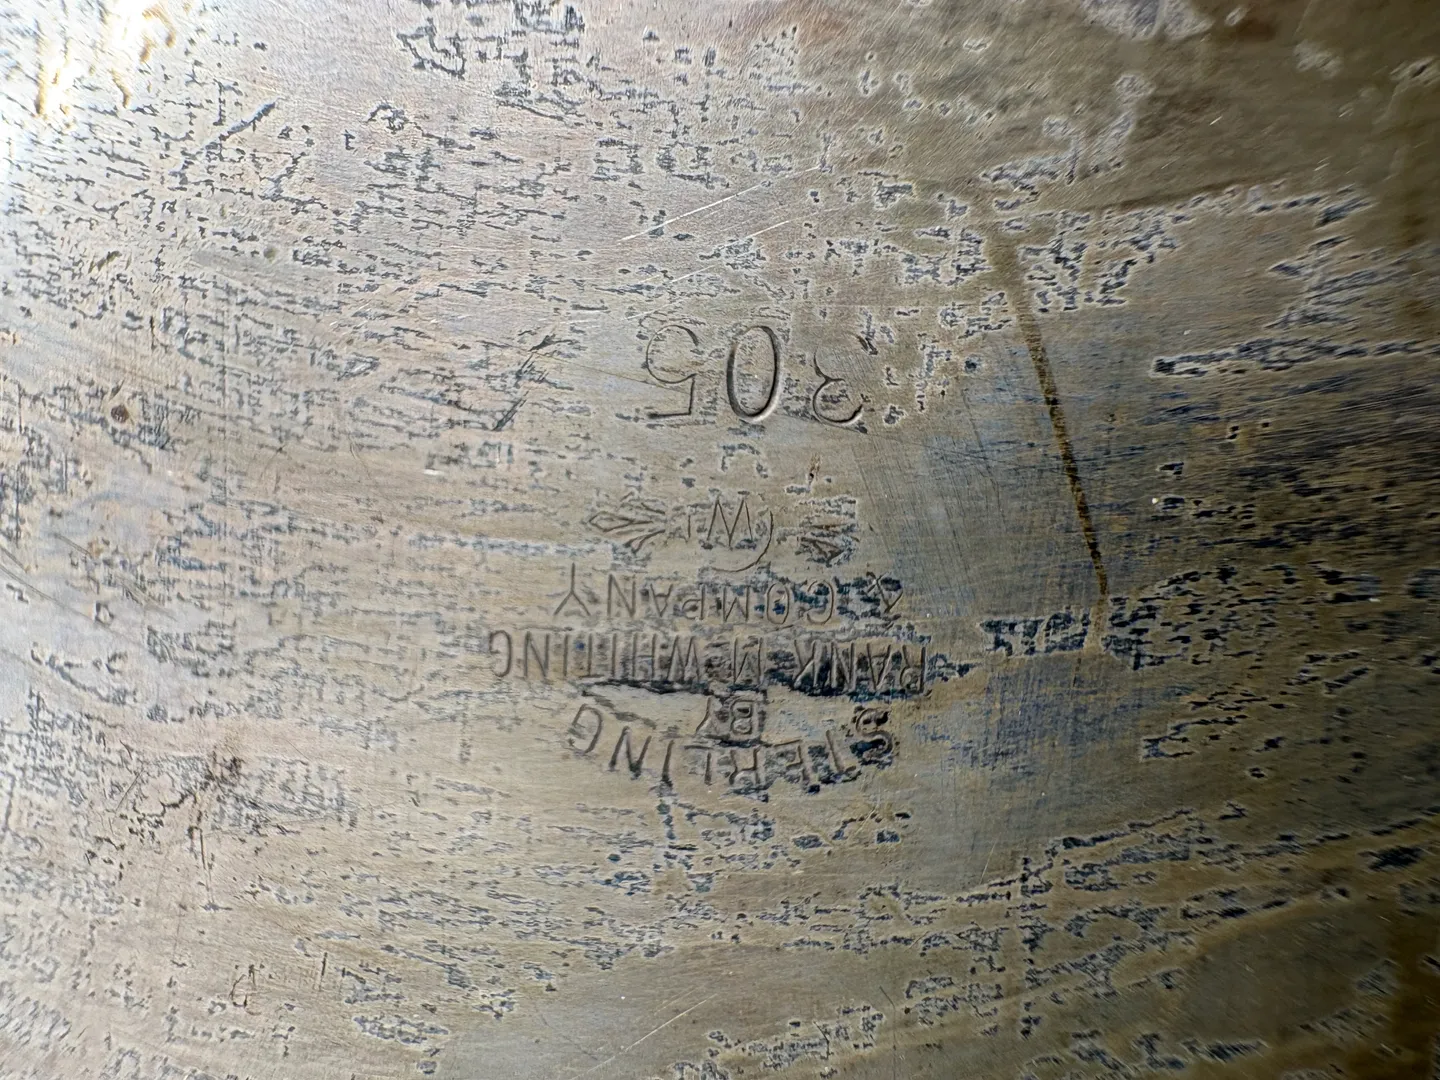 STERLING
BY
RANK M WHITING
& COMPANY
305